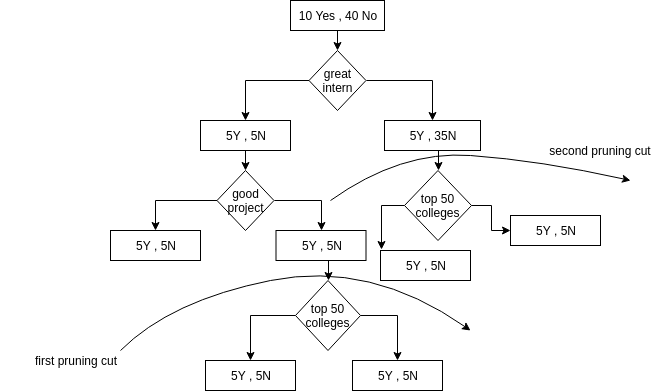 10 Yes , 40 No
great
intern
5Y , 5N
5Y , 35N
second pruning cut
good
project
top 50
colleges
5Y , 5N
5Y , 5N
5Y , 5N
5Y , 5N
top 50
colleges
first pruning cut
5Y , 5N
5Y , 5N